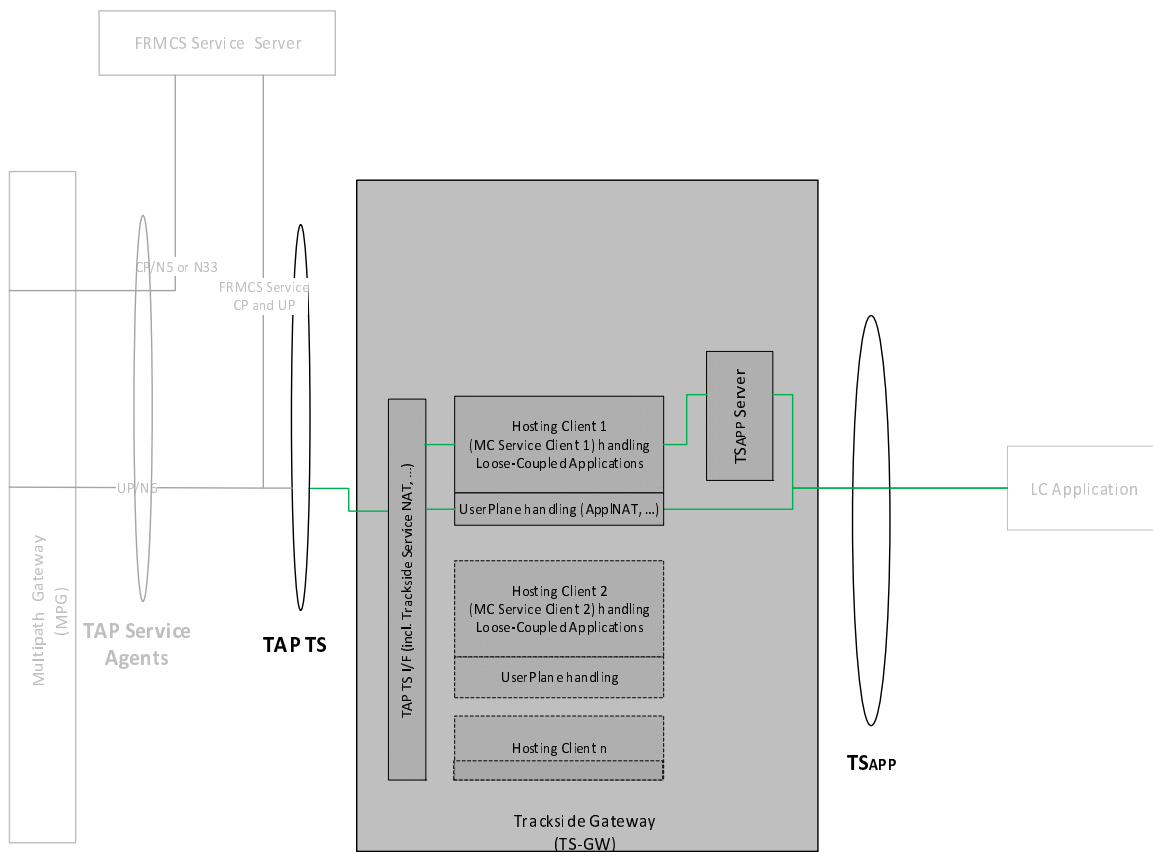 FRMCS Service Server
CP/N5 or N33
FRMCS Service
CP and UP
UP/N6
Multipath Gateway
(MPG)
TAP Service
Agents
TAP TS
TAP TS I/F (incl. Trackside Service NAT, ...)
Hosting Client 1
(MC Service Client 1) handling
Loose-Coupled Applications
UserPlane handling (ApplNAT, ...)
Hosting Client 2
(MC Service Client 2) handling
Loose-Coupled Applications
UserPlane handling
Hosting Client n
TSAPP Server
Trackside Gateway
(TS-GW)
TSAPP
LC Application